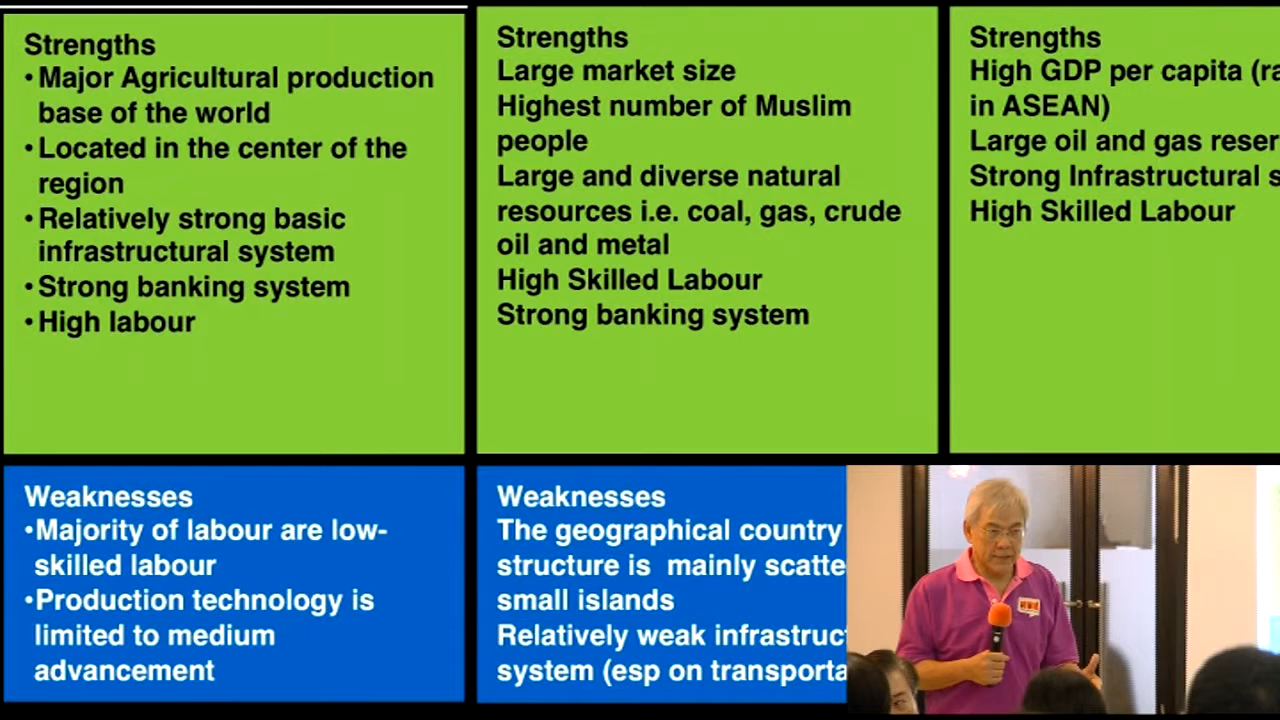 Strengths
•Major Agricultural production
base of the world
•Located in the center of the
region
•Relatively strong basic
infrastructural system
•Strong banking system
•High labour
Strengths
Large market size
Highest number of Muslim
people
Large and diverse natural
resources i.e. coal, gas, crude
oil and metal
High Skilled Labour
Strong banking system
Strengths
High GDP per capita
in ASEAN)
Large oil and gas
Strong Infrastructural
High Skilled Labour
Weaknesses
•Majority of labour are low-
skilled labour
•Production technology is
limited to medium
advancement
Weaknesses
The geographical country
structure is mainly
small islands
Relatively weak
system (esp on